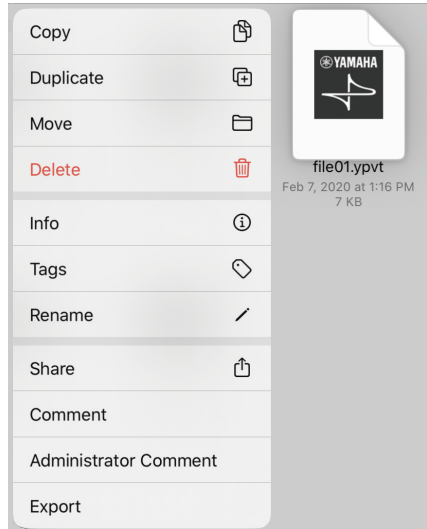 Copy
Duplicate
Move
Delete
Info
Tags
Rename
Share
Comment
Administrator Comment
Export
YAMAHA
file01.ypvt
Feb 7, 2020 at 1:16 PM
7 KB